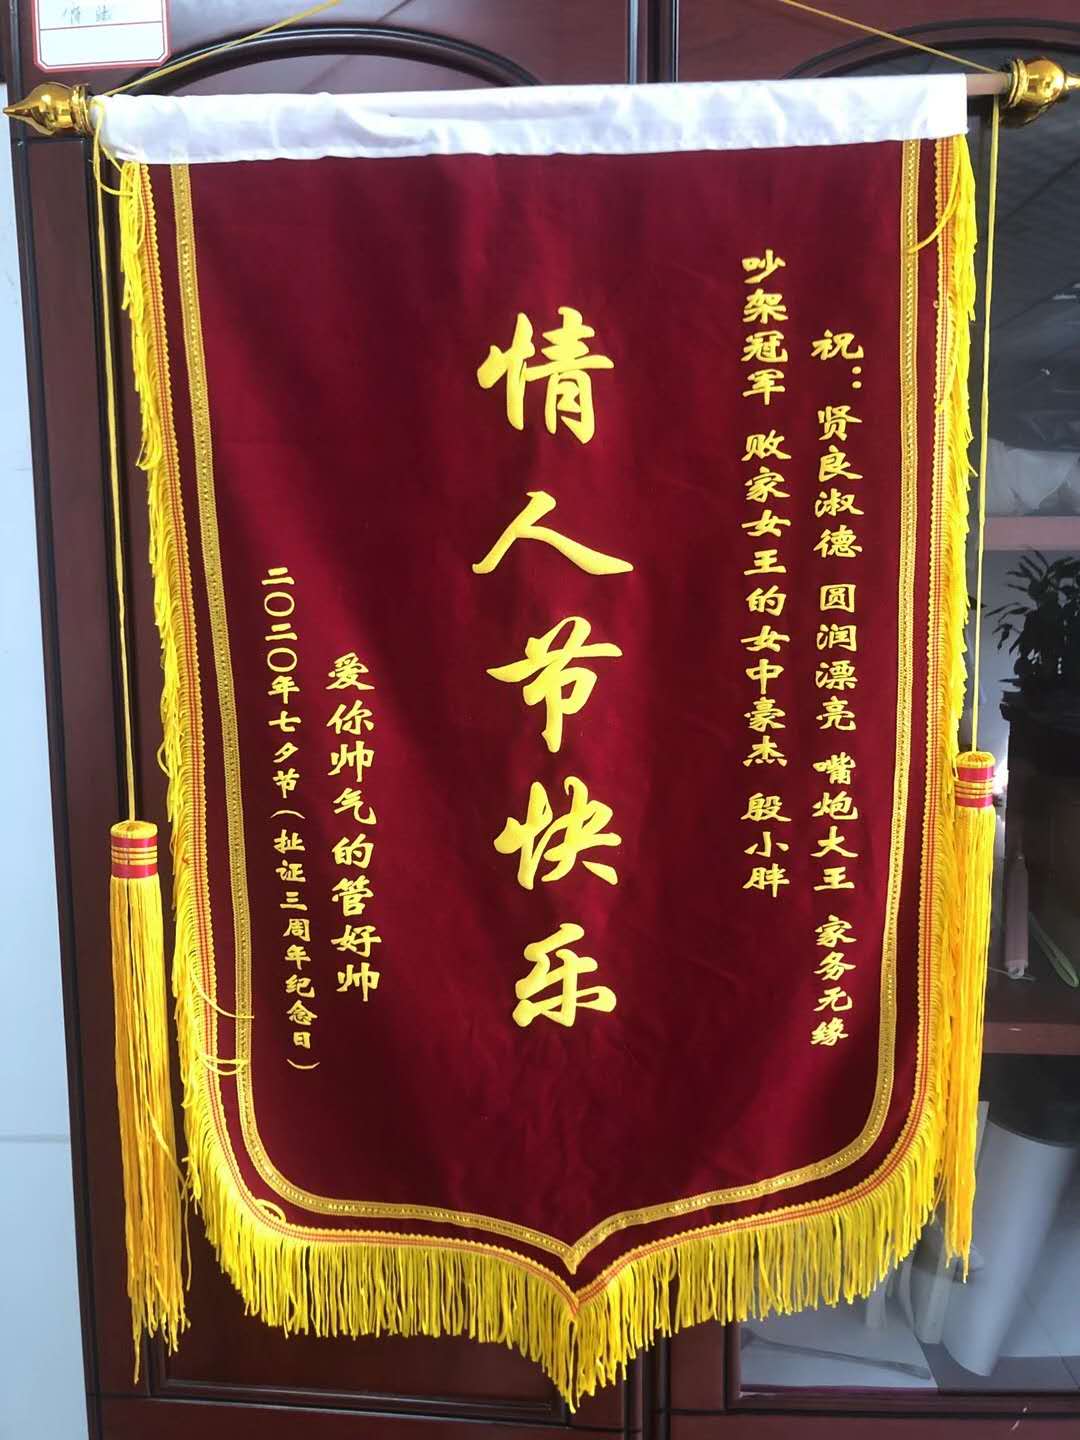 祝：贤良淑德 圆润漂亮 嘴炮大王 家务无缘
吵架冠军 败家女王的女中豪杰 殷小胖
情人节快乐
爱你帅气的管好帅
二〇二〇年七夕节（扯证三周年纪念日）